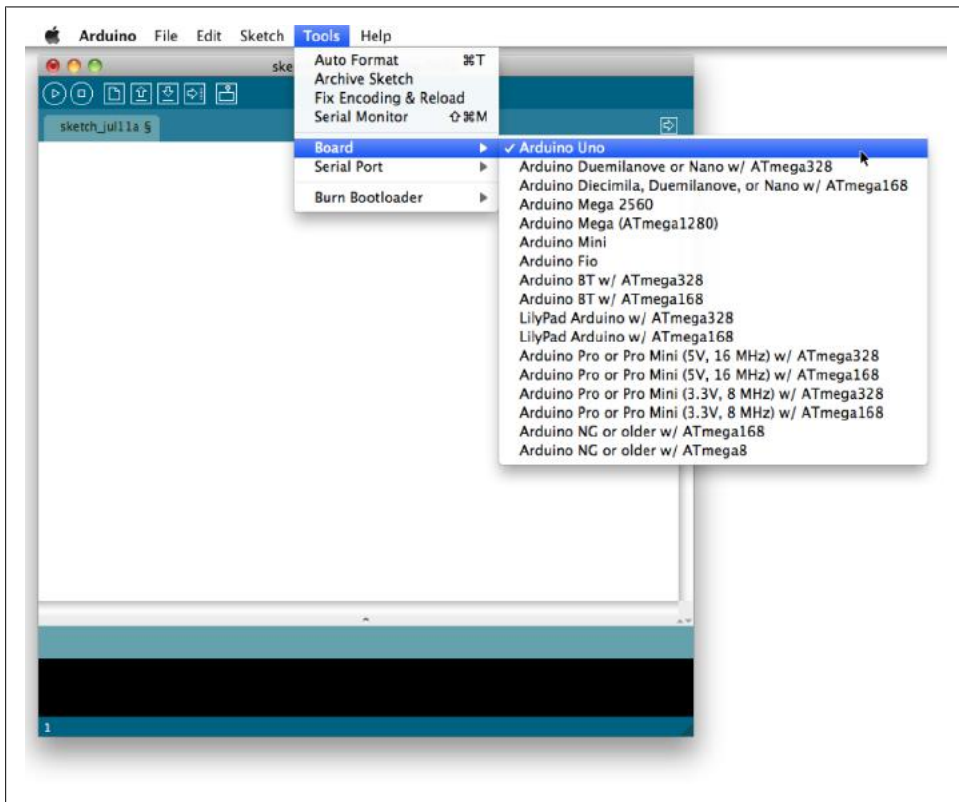 Arduino File Edit Sketch Tools Help
ske
Auto Format ⌘T
Archive Sketch
Fix Encoding & Reload
Serial Monitor ⇧⌘M
sketch_jul11a §
Board
Serial Port
Burn Bootloader
✓ Arduino Uno
Arduino Duemilanove or Nano w/ ATmega328
Arduino Diecimila, Duemilanove, or Nano w/ ATmega168
Arduino Mega 2560
Arduino Mega (ATmega1280)
Arduino Mini
Arduino Fio
Arduino BT w/ ATmega328
Arduino BT w/ ATmega168
LilyPad Arduino w/ ATmega328
LilyPad Arduino w/ ATmega168
Arduino Pro or Pro Mini (5V, 16 MHz) w/ ATmega328
Arduino Pro or Pro Mini (5V, 16 MHz) w/ ATmega168
Arduino Pro or Pro Mini (3.3V, 8 MHz) w/ ATmega328
Arduino Pro or Pro Mini (3.3V, 8 MHz) w/ ATmega168
Arduino NG or older w/ ATmega168
Arduino NG or older w/ ATmega8
1